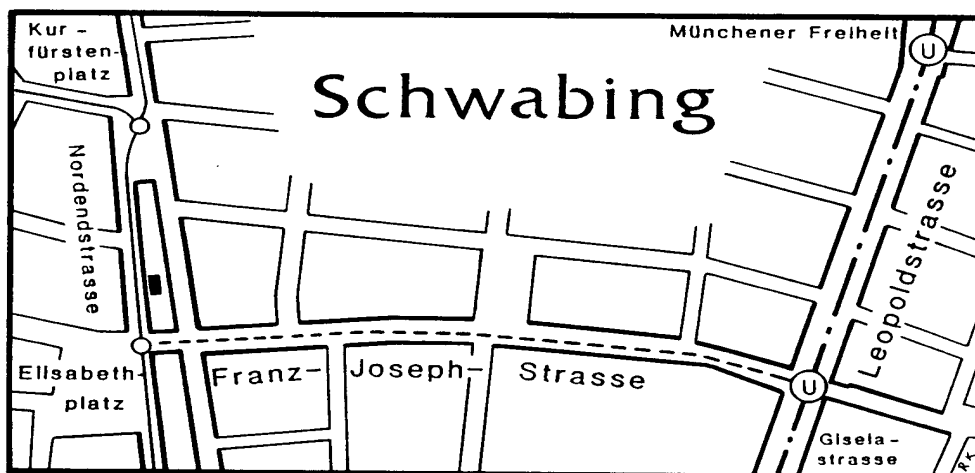 Kur -
fürsten-
platz
Münchener Freiheit
U
Schwabing
Nordendstrasse
Leopoldstrasse
Elisabeth-
platz
Franz- Joseph- Strasse
U
Gisela-
strasse